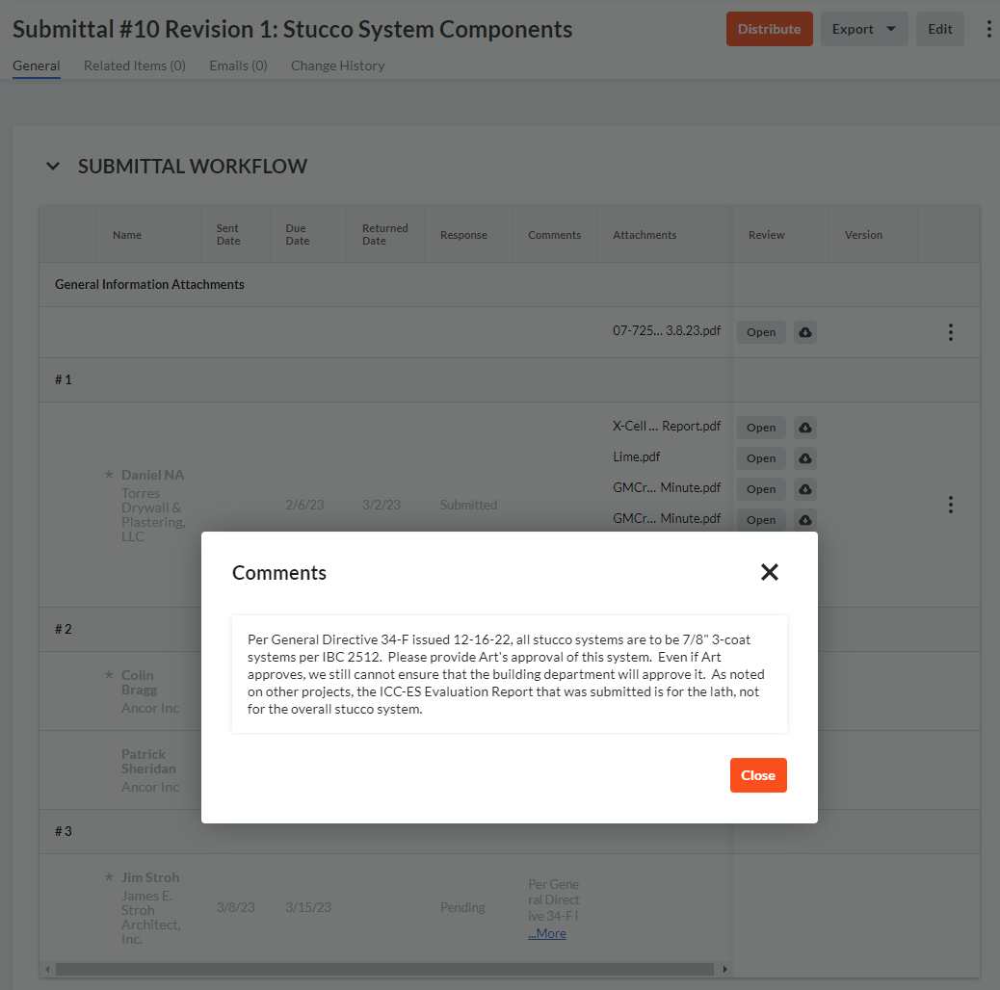 Submittal #10 Revision 1: Stucco System Components
Distribute
Export
Edit
General
Related Items (0)
Emails (0)
Change History
SUBMITTAL WORKFLOW
Name
Sent
Date
Due
Date
Returned
Date
Response
Comments
Attachments
Review
Version
General Information Attachments
07-725... 3.8.23.pdf
Open
#1
* Daniel NA
Torres
Drywall &
Plastering,
LLC
2/6/23
3/2/23
Submitted
X-Cell ... Report.pdf
Open
Lime.pdf
Open
GMCr... Minute.pdf
Open
GMCr... Minute.pdf
Open
Comments
Per General Directive 34-F issued 12-16-22, all stucco systems are to be 7/8" 3-coat
systems per IBC 2512.  Please provide Art's approval of this system.  Even if Art
approves, we still cannot ensure that the building department will approve it.  As noted
on other projects, the ICC-ES Evaluation Report that was submitted is for the lath, not
for the overall stucco system.
Close
#2
* Colin
Bragg
Ancor Inc
Patrick
Sheridan
Ancor Inc
#3
* Jim Stroh
James E.
Stroh
Architect,
Inc.
3/8/23
3/15/23
Pending
Per Gene
ral Direct
ive 34-F i
...More